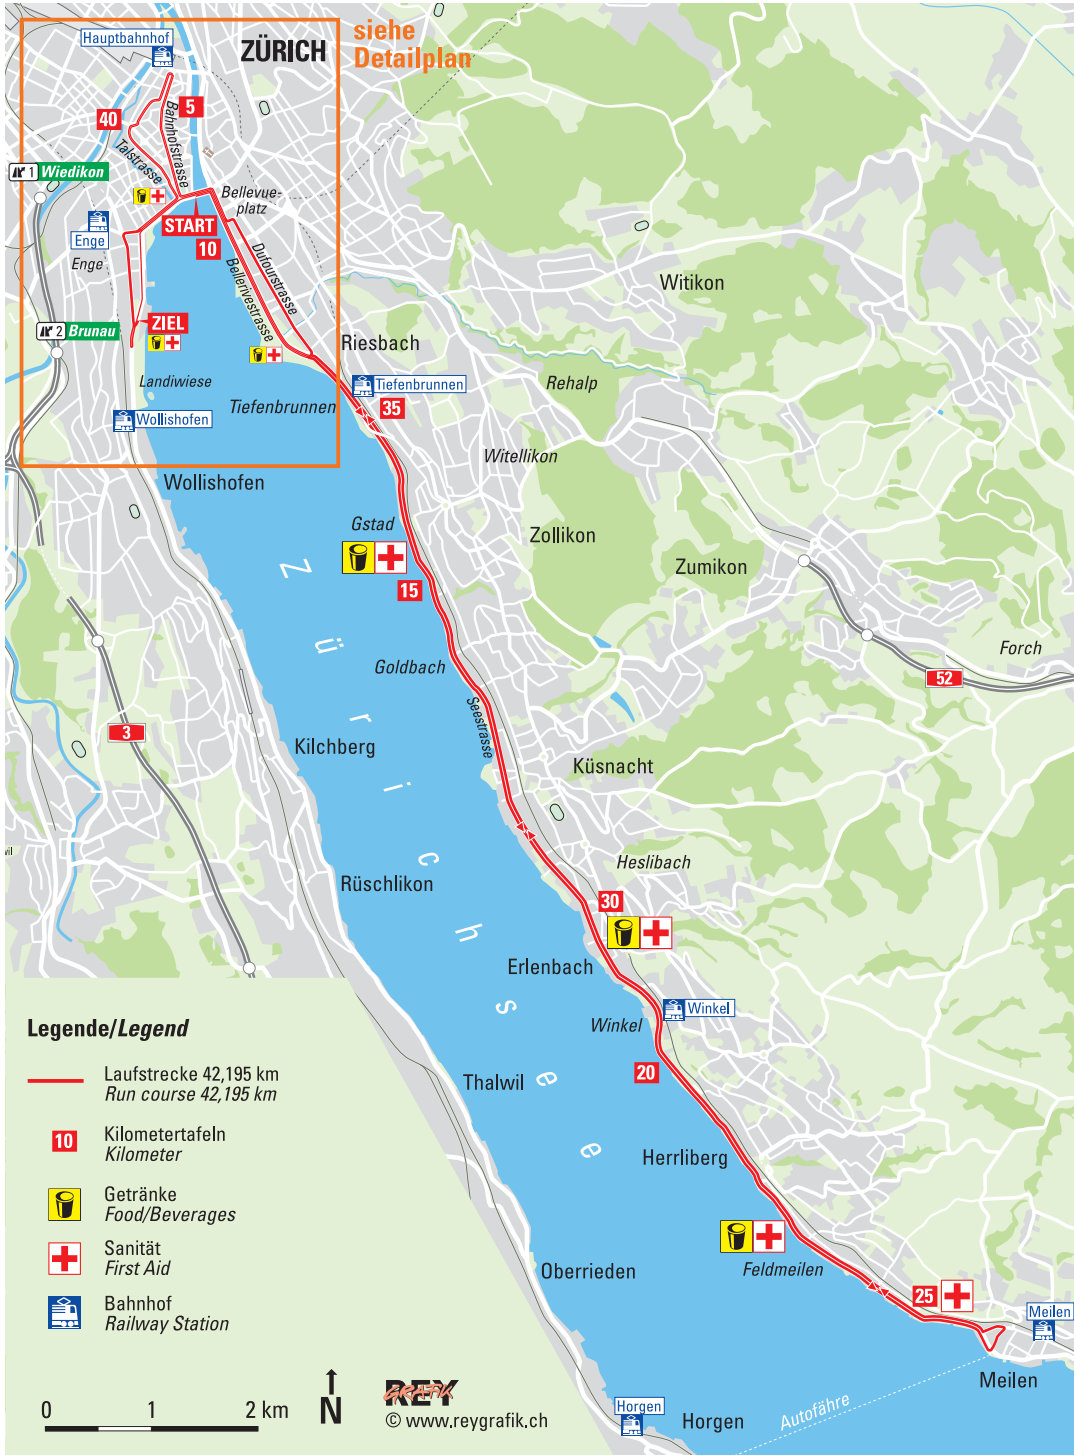 Hauptbahnhof
ZÜRICH
siehe
Detailplan
5
40
Bahnhofstrasse
Talstrasse
1 Wiedikon
Bellevue-
platz
START
10
Enge
Enge
Dufourstrasse
Bellerivestrasse
ZIEL
2 Brunau
Landiwiese
Tiefenbrunnen
Wollishofen
Wollishofen
Riesbach
Tiefenbrunnen
35
Witikon
Rehalp
Witellikon
Gstad
Zollikon
Zumikon
15
Forch
52
Goldbach
Seestrasse
Zürichsee
3
Kilchberg
Küsnacht
Rüschlikon
Heslibach
30
Erlenbach
Winkel
Winkel
20
Thalwil
Herrliberg
Feldmeilen
Oberrieden
25
Meilen
Meilen
Autofähre
Horgen
Horgen
wil
Legende/Legend
Laufstrecke 42,195 km
Run course 42,195 km
10
Kilometertafeln
Kilometer
Getränke
Food/Beverages
Sanität
First Aid
Bahnhof
Railway Station
0 1 2 km
N
REY
GRAFIK
© www.reygrafik.ch